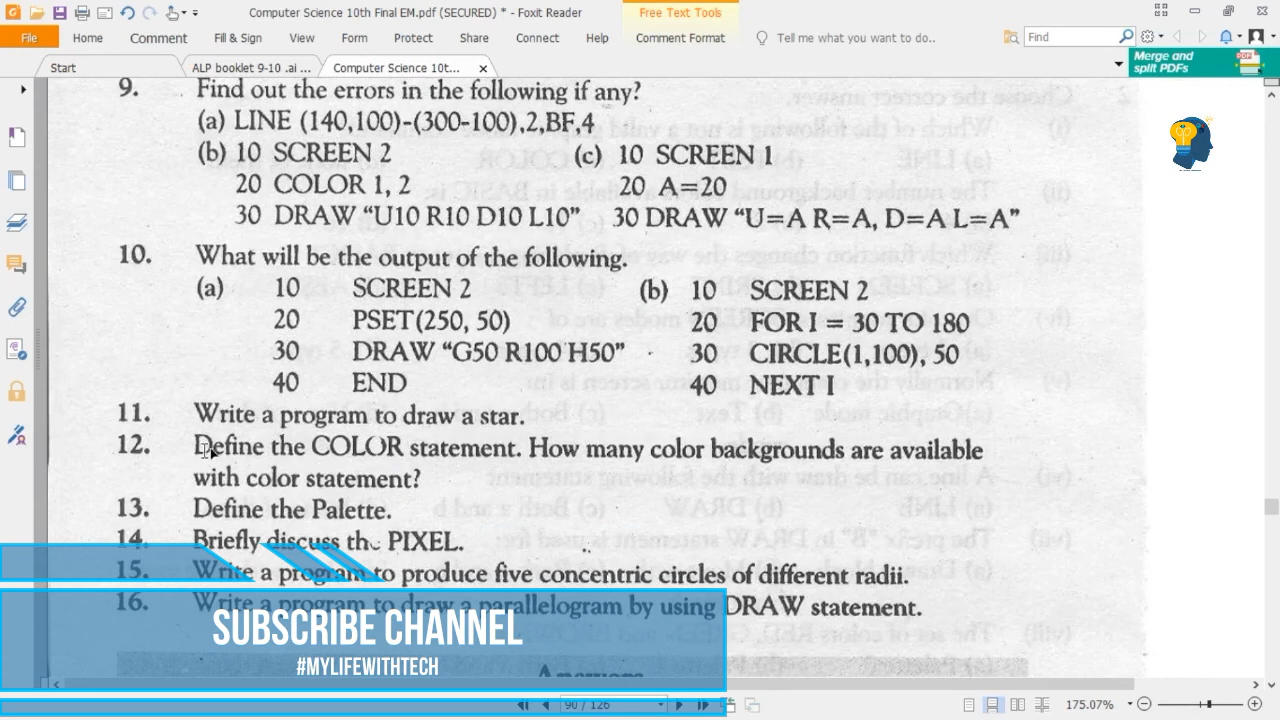 Computer Science 10th Final EM.pdf (SECURED) * - Foxit Reader
Free Text Tools
File Home Comment Fill & Sign View Form Protect Share Connect Help Comment Format Tell me what you want to do.. Find
Start ALP booklet 9-10 .ai ... Computer Science 10t... Merge and split PDFs
9. Find out the errors in the following if any?
(a) LINE (140,100)-(300-100),2,BF,4
(b) 10 SCREEN 2 (c) 10 SCREEN 1
20 COLOR 1, 2 20 A=20
30 DRAW “U10 R10 D10 L10” 30 DRAW “U=A R=A, D=A L=A”
10. What will be the output of the following.
(a) 10 SCREEN 2 (b) 10 SCREEN 2
20 PSET(250, 50) 20 FOR I = 30 TO 180
30 DRAW “G50 R100 H50” 30 CIRCLE(1,100), 50
40 END 40 NEXT I
11. Write a program to draw a star.
12. Define the COLOR statement. How many color backgrounds are available
with color statement?
13. Define the Palette.
14. Briefly discuss the PIXEL.
15. Write a program to produce five concentric circles of different radii.
16. Write a program to draw a parallelogram by using DRAW statement.
SUBSCRIBE CHANNEL
#MYLIFEWITHTECH
Answers
90 / 126 175.07%